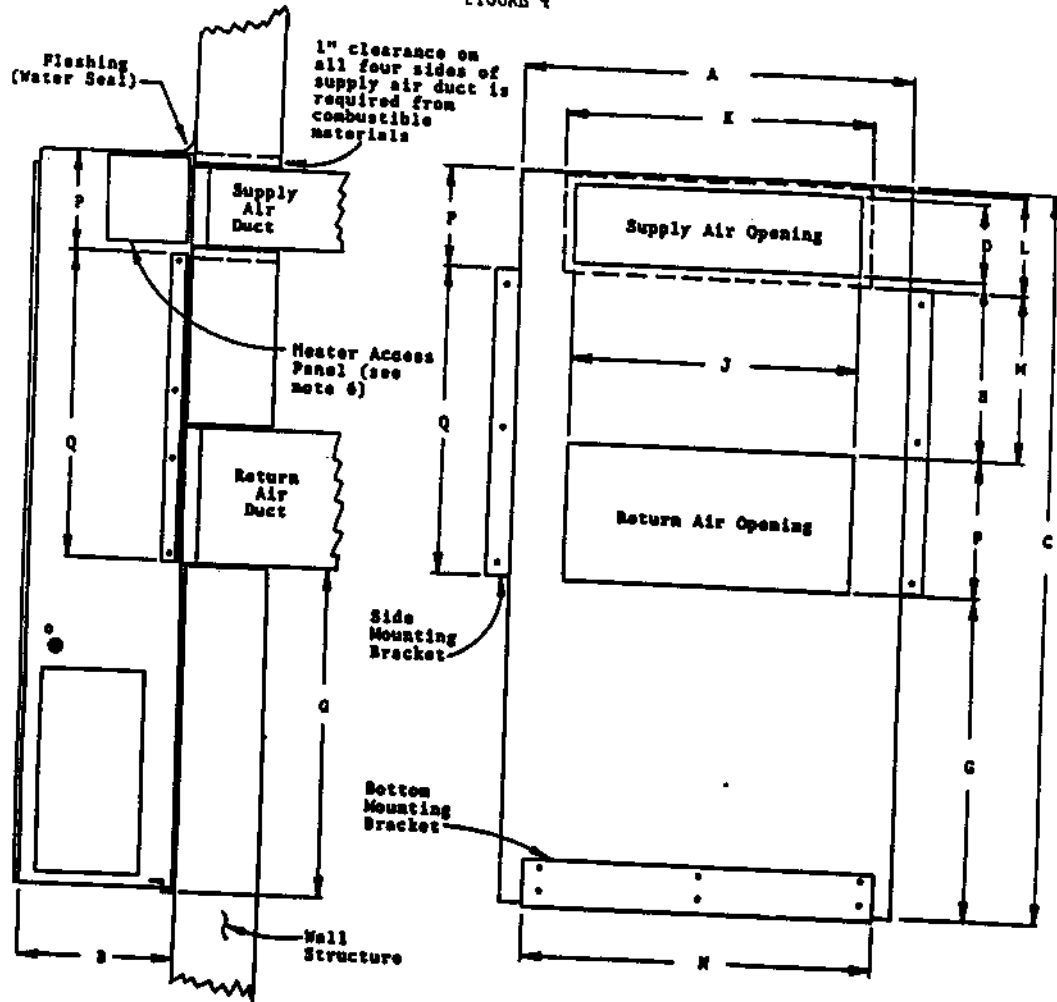 FIGURE 4
Flashing
(Water Seal)
1" clearance on
all four sides of
supply air duct is
required from
combustible
materials
A
K
P
Supply
Air
Duct
P
Supply Air Opening
D
L
Heater Access
Panel (see
note 6)
J
M
Q
Q
Return
Air
Duct
Return Air Opening
C
Side
Mounting
Bracket
G
G
Bottom
Mounting
Bracket
B
Wall
Structure
N